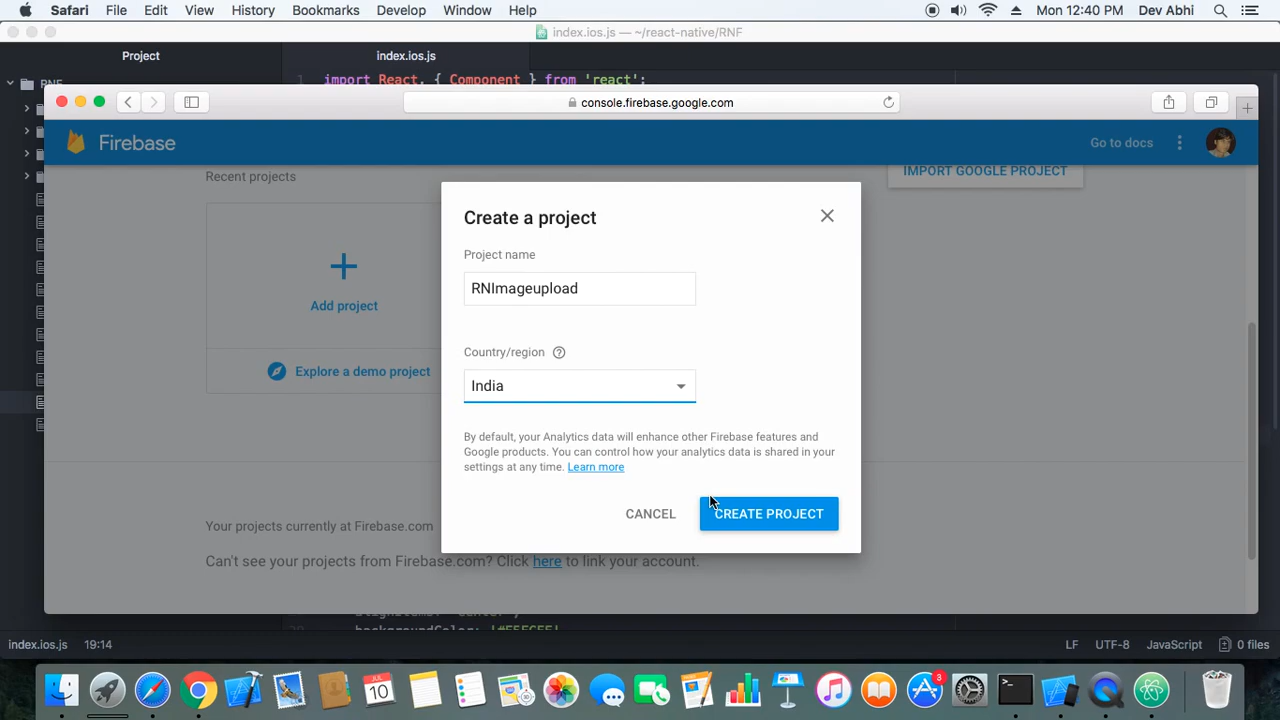 Safari File Edit View History Bookmarks Develop Window Help Mon 12:40 PM Dev Abhi
index.ios.js — ~/react-native/RNF
Project index.ios.js
RNF
import React, { Component } from 'react';
console.firebase.google.com
Firebase Go to docs
Recent projects IMPORT GOOGLE PROJECT
Create a project
Project name
RNImageupload
Add project
Country/region
Explore a demo project
India
By default, your Analytics data will enhance other Firebase features and
Google products. You can control how your analytics data is shared in your
settings at any time. Learn more
CANCEL CREATE PROJECT
Your projects currently at Firebase.com
Can't see your projects from Firebase.com? Click here to link your account.
index.ios.js 19:14 LF UTF-8 JavaScript 0 files
JUL
10
3